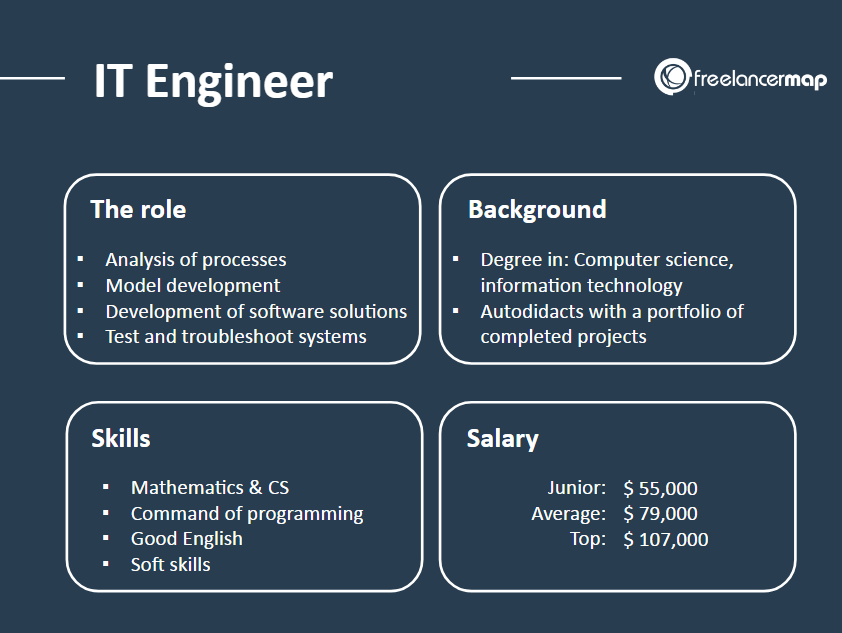 IT Engineer
freelancermap
The role
▪ Analysis of processes
▪ Model development
▪ Development of software solutions
▪ Test and troubleshoot systems
Background
▪ Degree in: Computer science,
information technology
▪ Autodidacts with a portfolio of
completed projects
Skills
▪ Mathematics & CS
▪ Command of programming
▪ Good English
▪ Soft skills
Salary
Junior: $ 55,000
Average: $ 79,000
Top: $ 107,000